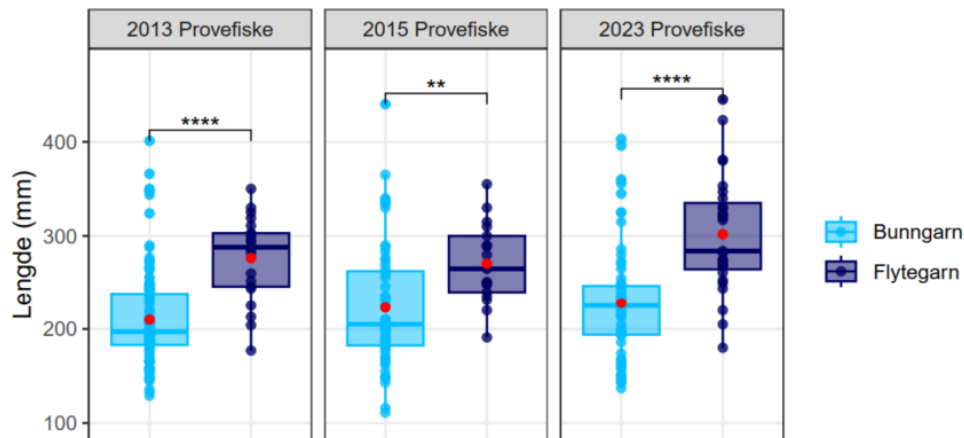 2013 Provefiske 2015 Provefiske 2023 Provefiske
**** ** ****
Lengde (mm)
400
300
200
100
Bunngarn
Flytegarn